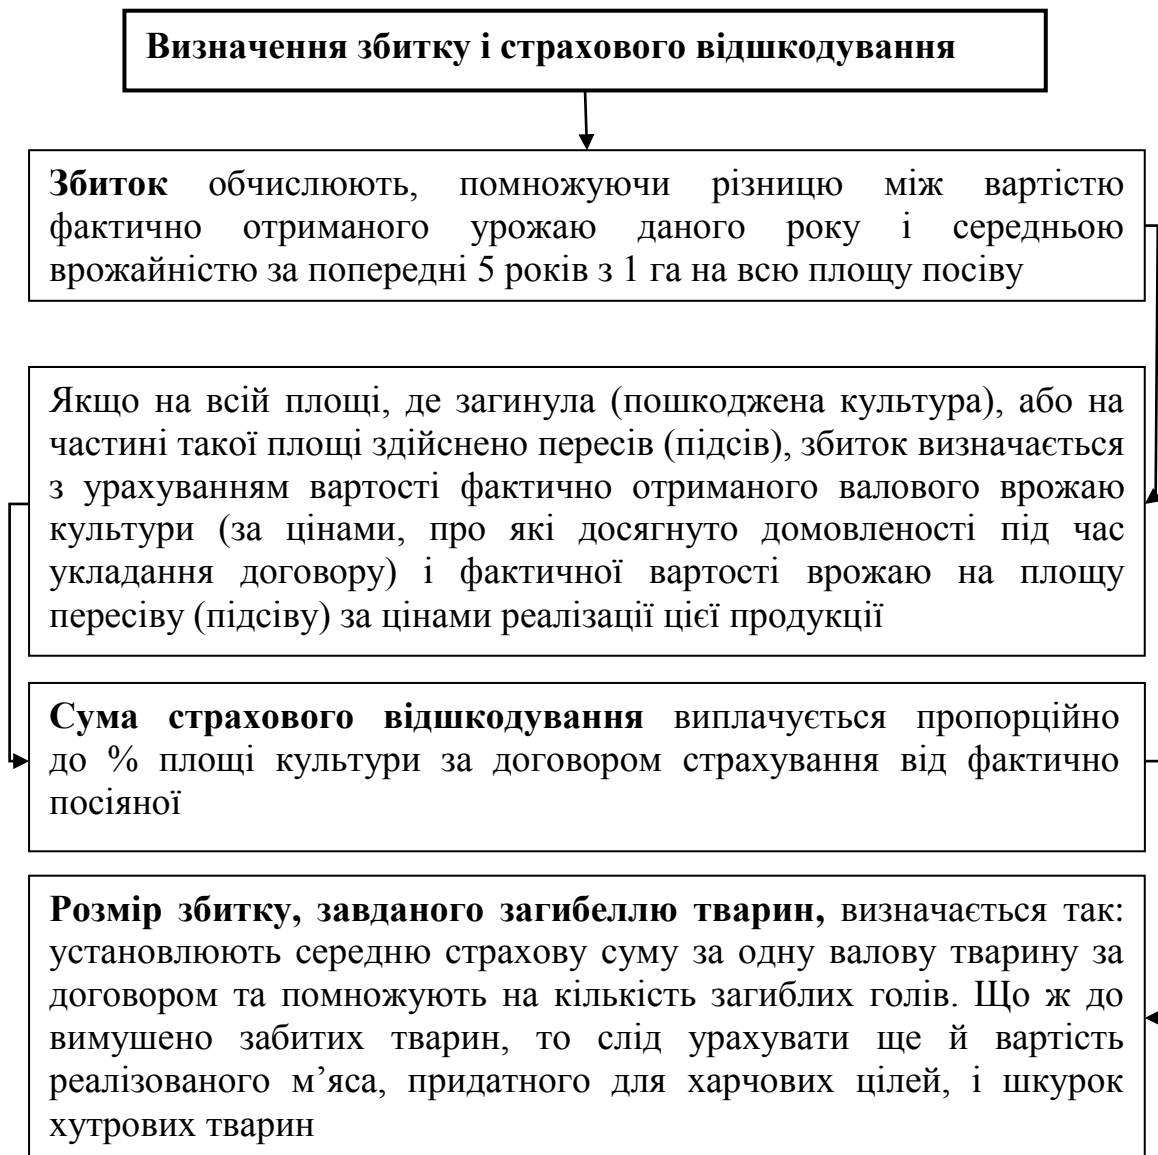 Визначення збитку і страхового відшкодування
Збиток обчислюють, помножуючи різницю між вартістю
фактично отриманого урожаю даного року і середньою
врожайністю за попередні 5 років з 1 га на всю площу посіву
Якщо на всій площі, де загинула (пошкоджена культура), або на
частині такої площі здійснено пересів (підсів), збиток визначається
з урахуванням вартості фактично отриманого валового врожаю
культури (за цінами, про які досягнуто домовленості під час
укладання договору) і фактичної вартості врожаю на площу
пересіву (підсіву) за цінами реалізації цієї продукції
Сума страхового відшкодування виплачується пропорційно
до % площі культури за договором страхування від фактично
посіяної
Розмір збитку, завданого загибеллю тварин, визначається так:
установлюють середню страхову суму за одну валову тварину за
договором та помножують на кількість загиблих голів. Що ж до
вимушено забитих тварин, то слід урахувати ще й вартість
реалізованого м’яса, придатного для харчових цілей, і шкурок
хутрових тварин